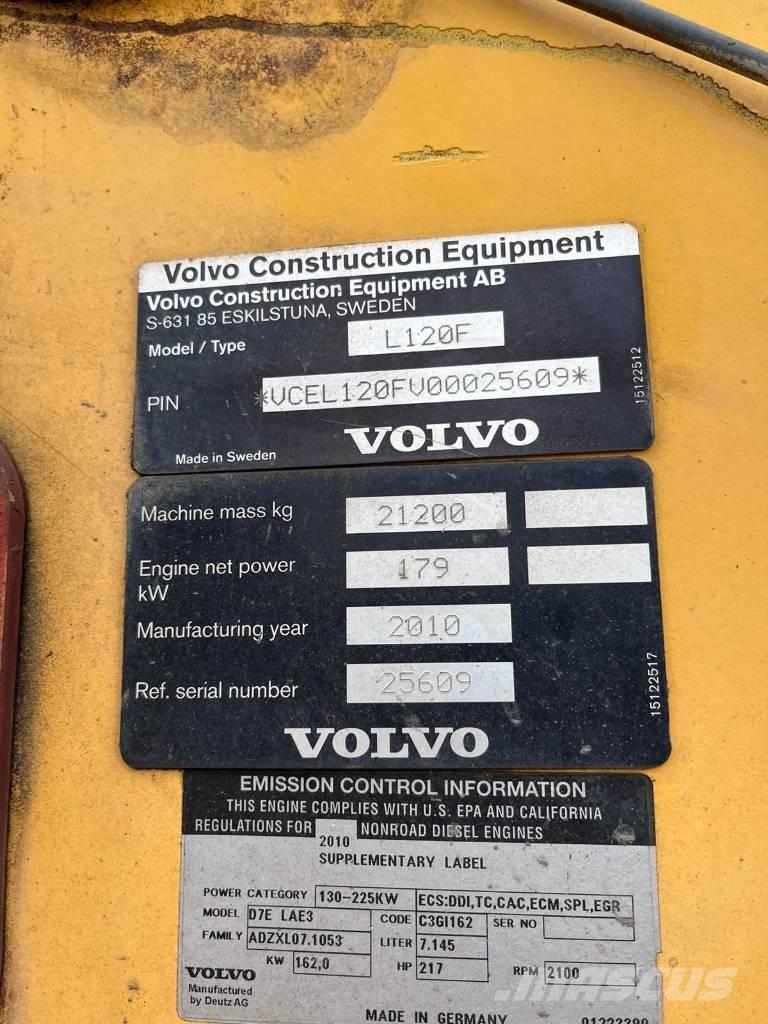 Volvo Construction Equipment
Volvo Construction Equipment AB
S-631 85 ESKILSTUNA, SWEDEN
Model / Type L120F
PIN *VCEL120FV00025609*
15122512
VOLVO
Made in Sweden
Machine mass kg 21200
Engine net power kW 179
Manufacturing year 2010
Ref. serial number 25609
15122517
VOLVO
EMISSION CONTROL INFORMATION
THIS ENGINE COMPLIES WITH U.S. EPA AND CALIFORNIA
REGULATIONS FOR 2010 NONROAD DIESEL ENGINES
SUPPLEMENTARY LABEL
POWER CATEGORY 130-225KW ECS:DDI,TC,CAC,ECM,SPL,EGR
MODEL D7E LAE3 CODE C3GI162 SER NO
FAMILY ADZXL07.1053 LITER 7.145
KW 162,0 HP 217 RPM 2100
VOLVO
Manufactured
by Deutz AG
MADE IN GERMANY
MASCUS